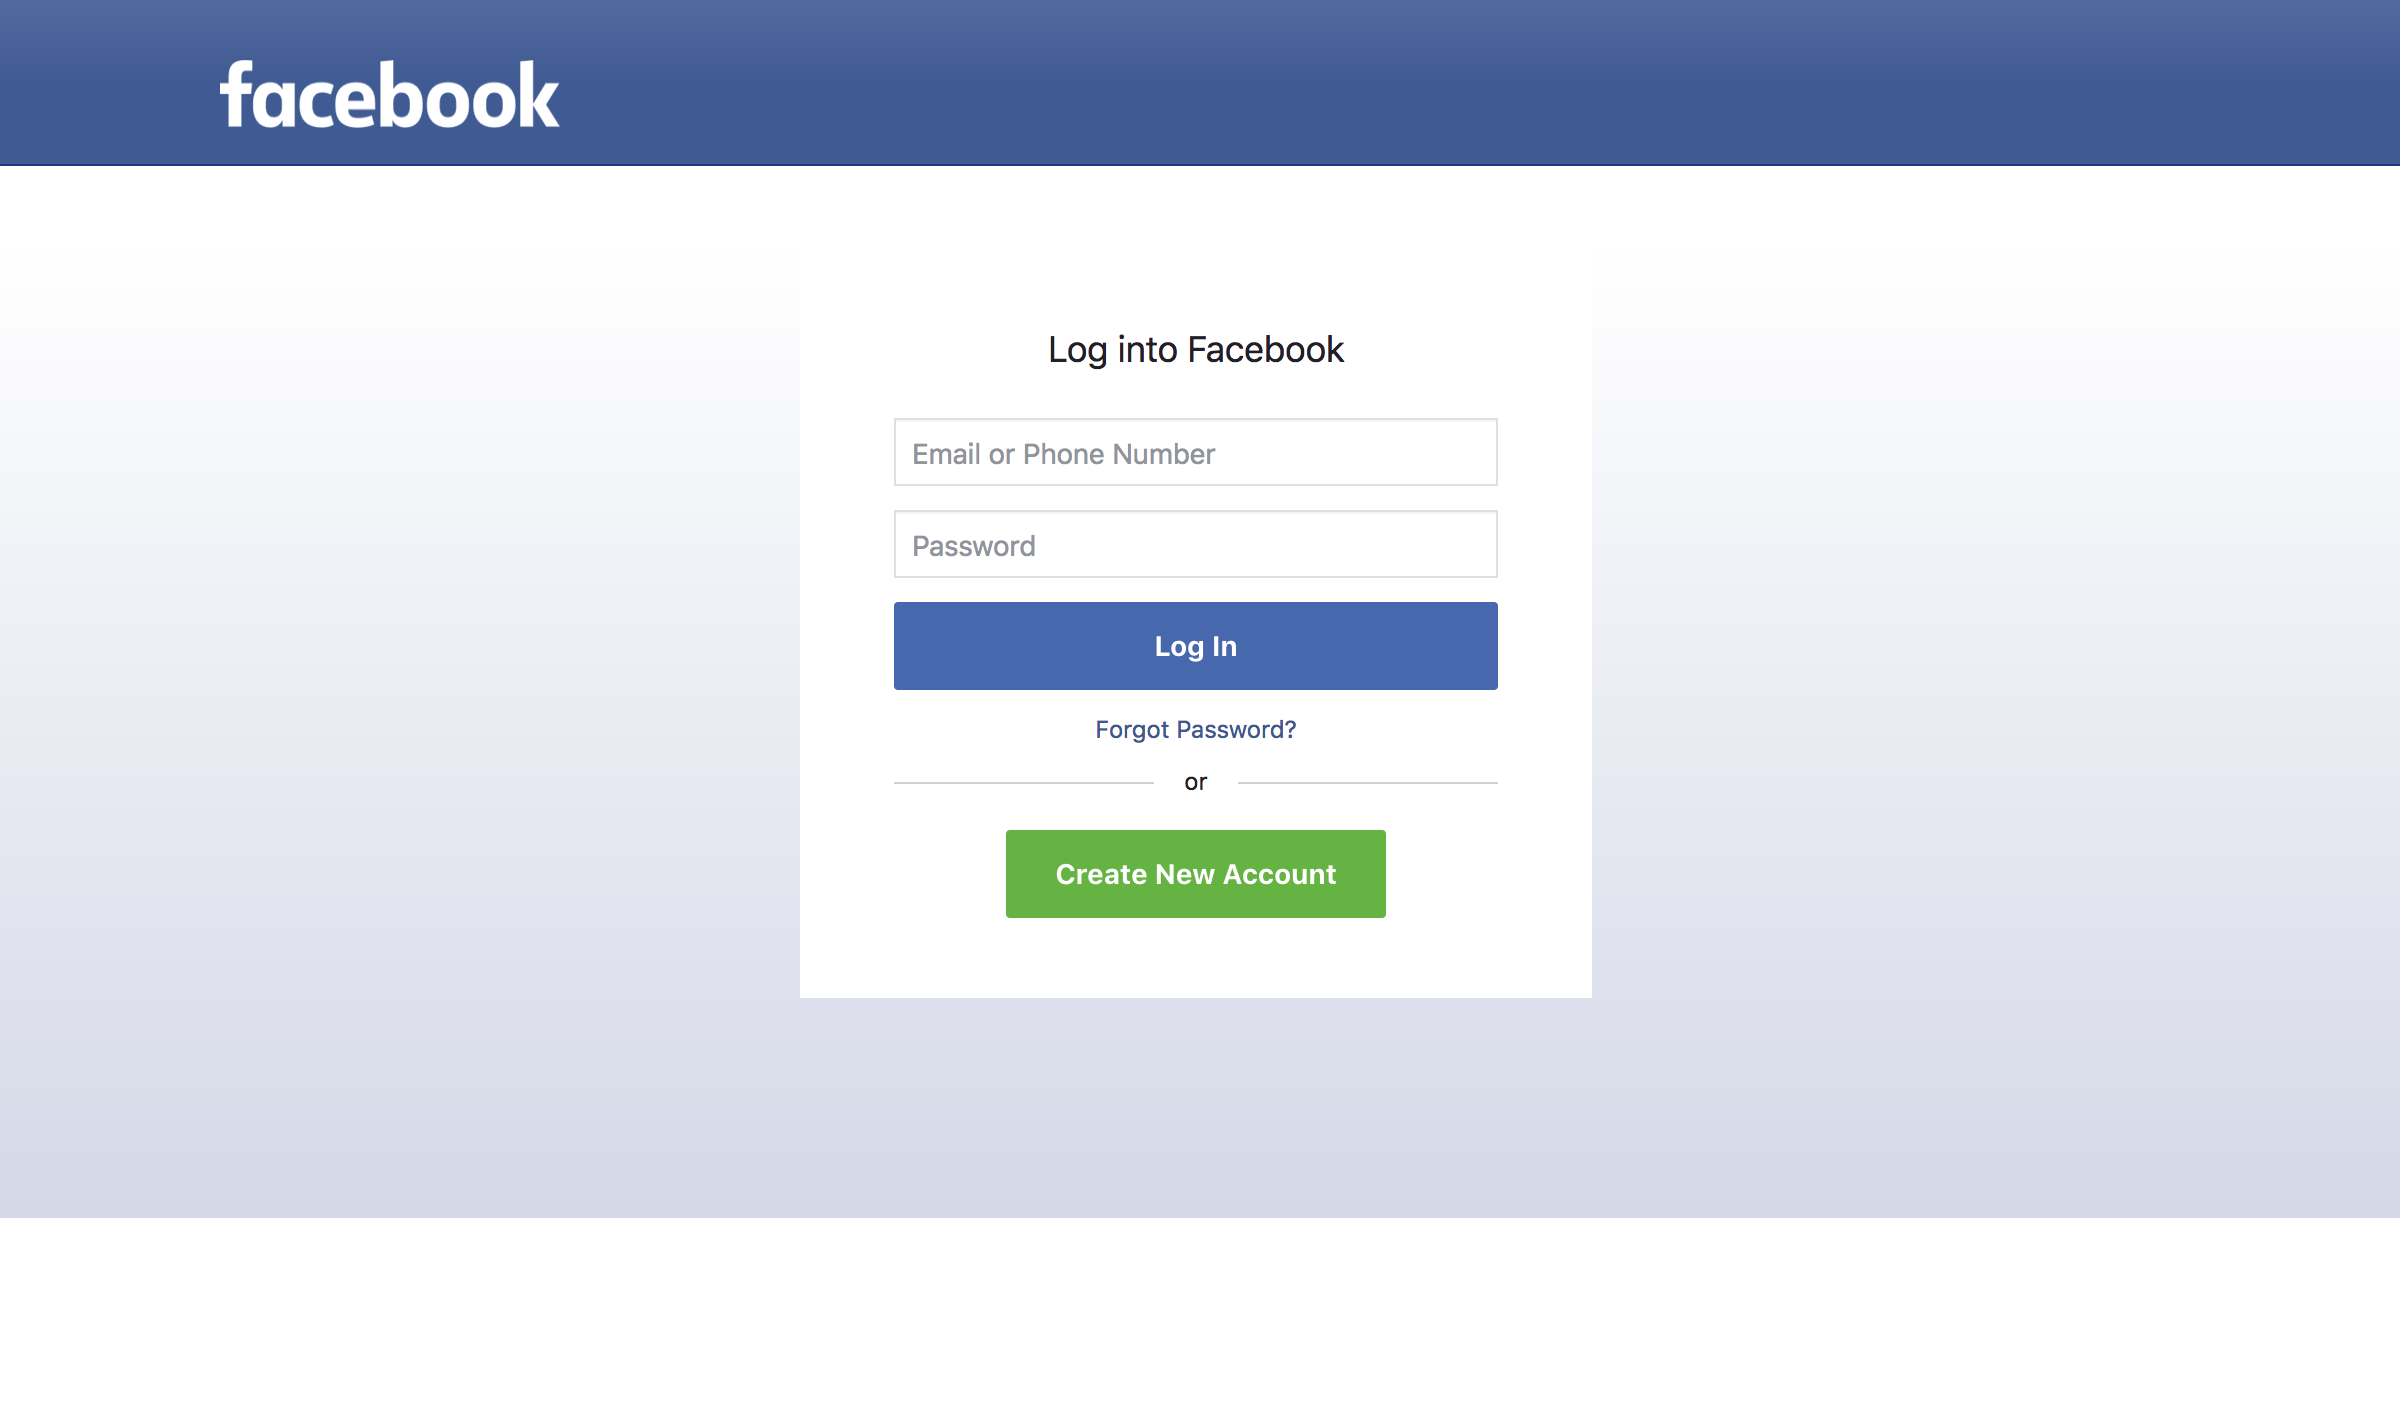 facebook
Log into Facebook
Email or Phone Number
Password
Log In
Forgot Password?
or
Create New Account